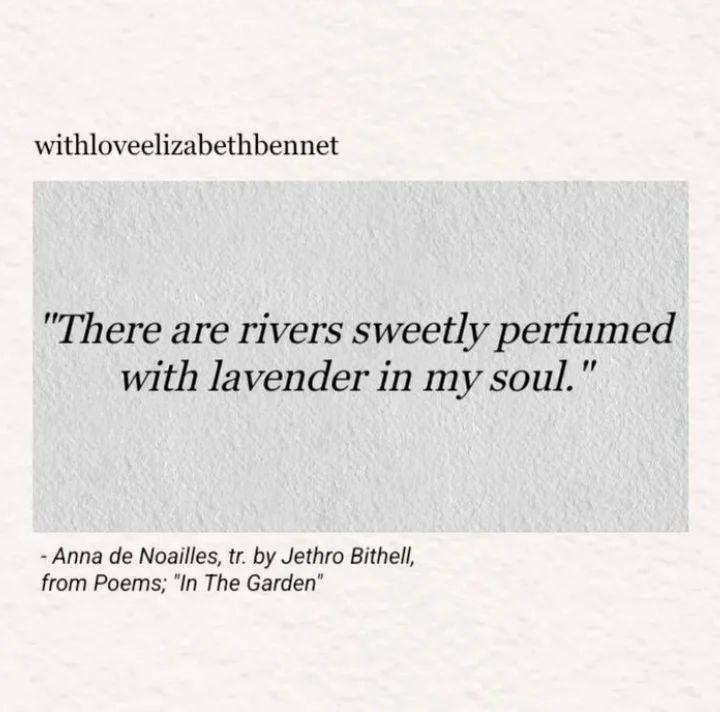 withloveelizabethbennet
"There are rivers sweetly perfumed
with lavender in my soul."
- Anna de Noailles, tr. by Jethro Bithell,
from Poems; "In The Garden"